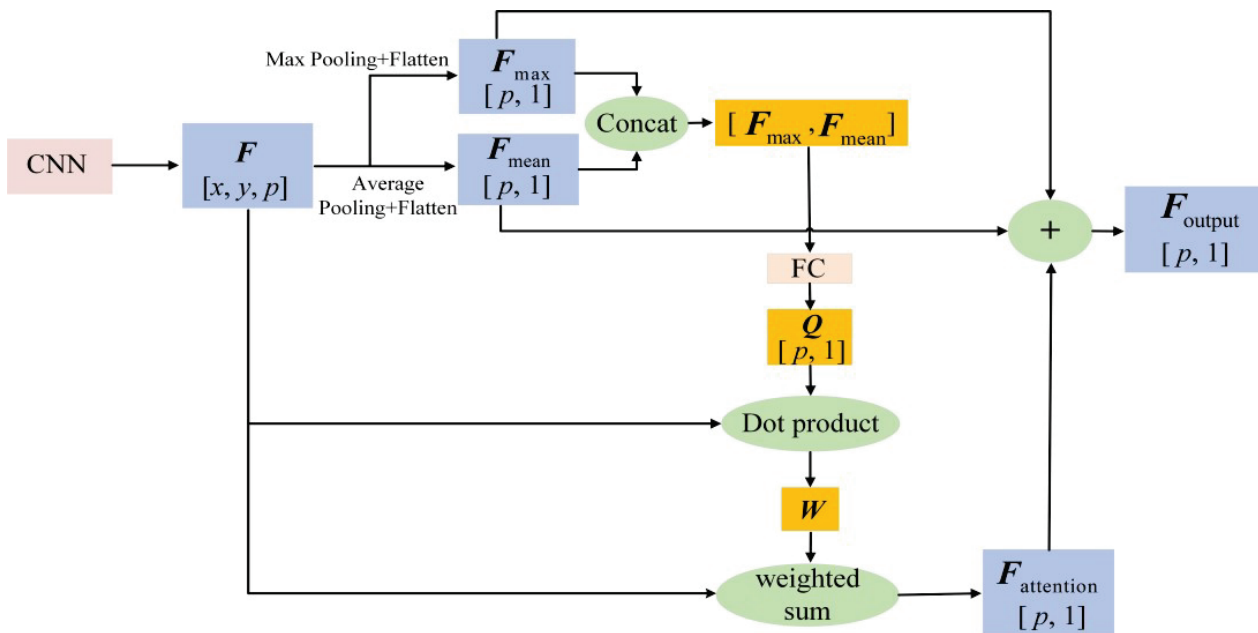 Max Pooling+Flatten
F max
[ p, 1]
Concat
[ F max , F mean ]
CNN
F
[x, y, p]
Average
Pooling+Flatten
F mean
[ p, 1]
+
F output
[ p, 1]
FC
Q
[ p, 1]
Dot product
W
weighted
sum
F attention
[ p, 1]